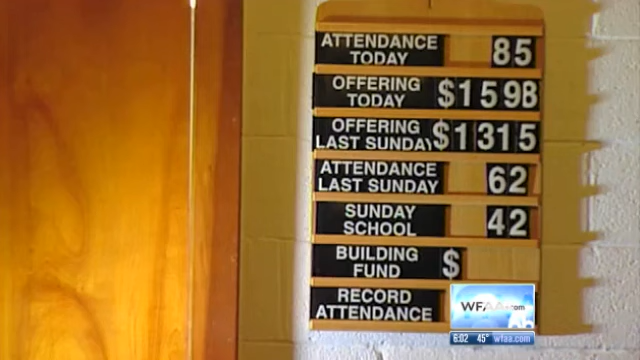 ATTENDANCE
TODAY 85
OFFERING
TODAY $1598
OFFERING
LAST SUNDAY $1315
ATTENDANCE
LAST SUNDAY 62
SUNDAY
SCHOOL 42
BUILDING
FUND $
RECORD
ATTENDANCE
WFAA.com
6:02 45° wfaa.com